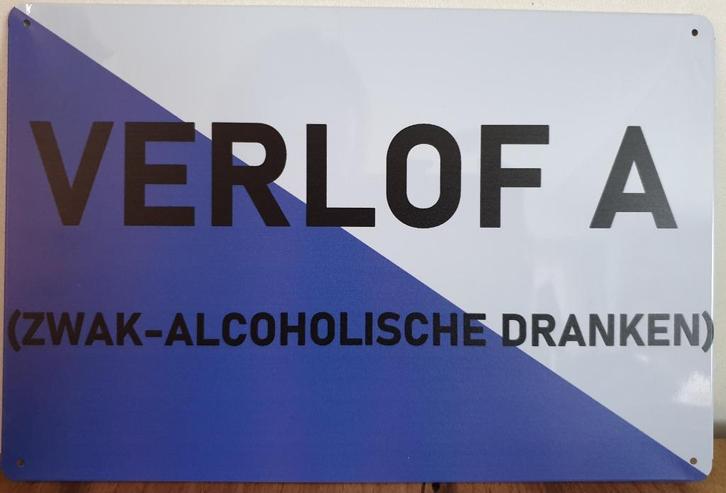 VERLOF A
(ZWAK-ALCOHOLISCHE DRANKEN)